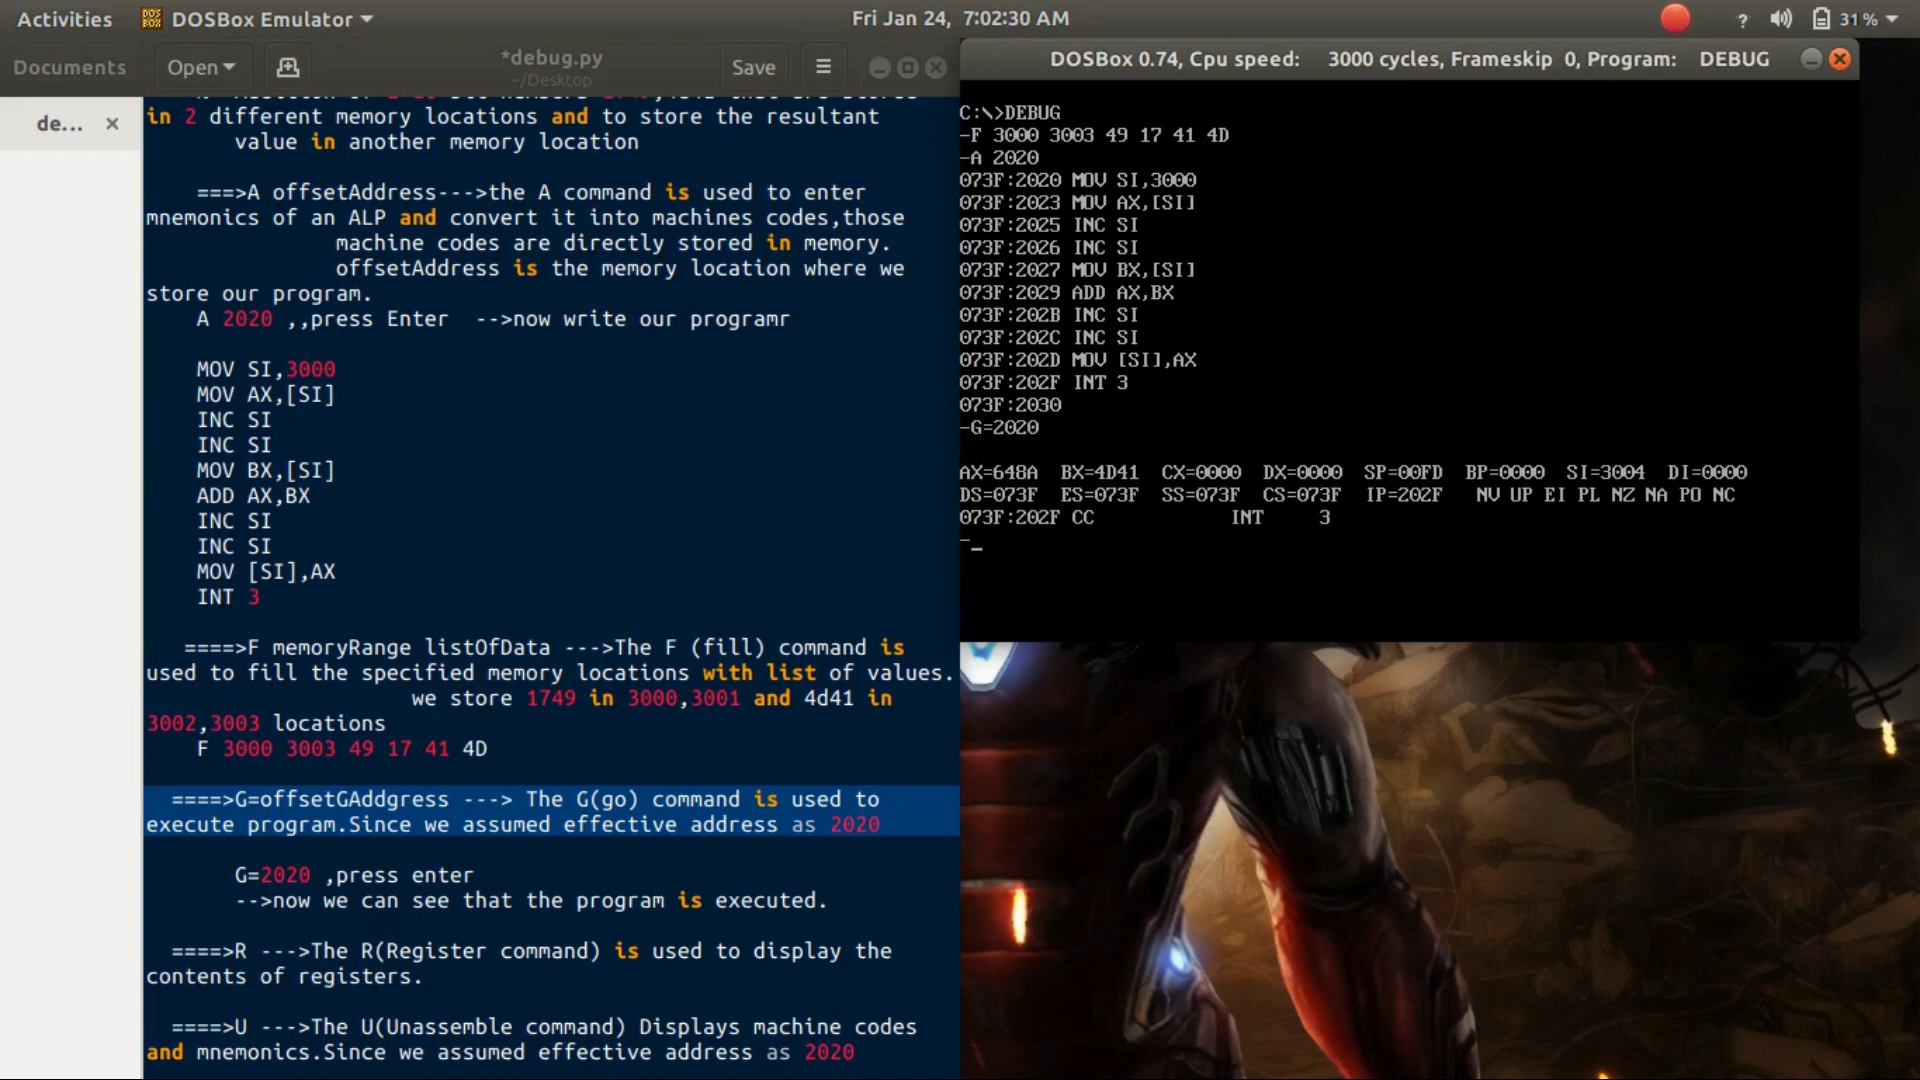 Activities
DOSBox Emulator
Fri Jan 24, 7:02:30 AM
?
31%
Documents
Open
*debug.py
~/Desktop
Save
de...
in 2 different memory locations and to store the resultant
value in another memory location
===>A offsetAddress--->the A command is used to enter
mnemonics of an ALP and convert it into machines codes,those
machine codes are directly stored in memory.
offsetAddress is the memory location where we
store our program.
A 2020 ,,press Enter -->now write our programr
MOV SI,3000
MOV AX,[SI]
INC SI
INC SI
MOV BX,[SI]
ADD AX,BX
INC SI
INC SI
MOV [SI],AX
INT 3
====>F memoryRange listOfData --->The F (fill) command is
used to fill the specified memory locations with list of values.
we store 1749 in 3000,3001 and 4d41 in
3002,3003 locations
F 3000 3003 49 17 41 4D
====>G=offsetGAddgress ---> The G(go) command is used to
execute program.Since we assumed effective address as 2020
G=2020 ,press enter
-->now we can see that the program is executed.
====>R --->The R(Register command) is used to display the
contents of registers.
====>U --->The U(Unassemble command) Displays machine codes
and mnemonics.Since we assumed effective address as 2020
DOSBox 0.74, Cpu speed: 3000 cycles, Frameskip 0, Program: DEBUG
C:\>DEBUG
-F 3000 3003 49 17 41 4D
-A 2020
073F:2020 MOV SI,3000
073F:2023 MOV AX,[SI]
073F:2025 INC SI
073F:2026 INC SI
073F:2027 MOV BX,[SI]
073F:2029 ADD AX,BX
073F:202B INC SI
073F:202C INC SI
073F:202D MOV [SI],AX
073F:202F INT 3
073F:2030
-G=2020
AX=648A BX=4D41 CX=0000 DX=0000 SP=00FD BP=0000 SI=3004 DI=0000
DS=073F ES=073F SS=073F CS=073F IP=202F NV UP EI PL NZ NA PO NC
073F:202F CC INT 3
-_